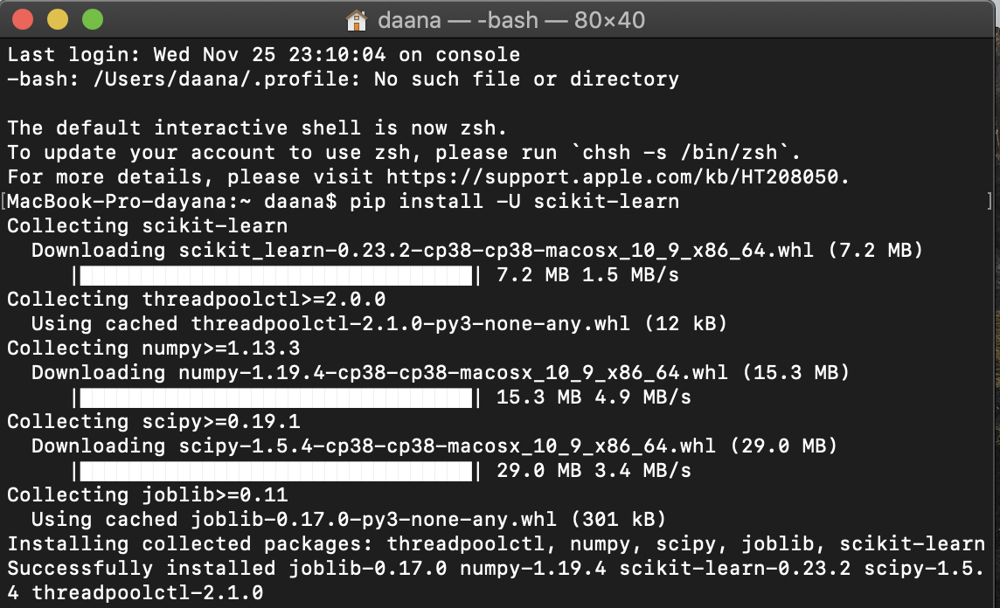 daana — -bash — 80×40
Last login: Wed Nov 25 23:10:04 on console
-bash: /Users/daana/.profile: No such file or directory
The default interactive shell is now zsh.
To update your account to use zsh, please run `chsh -s /bin/zsh`.
For more details, please visit https://support.apple.com/kb/HT208050.
[MacBook-Pro-dayana:~ daana$ pip install -U scikit-learn ]
Collecting scikit-learn
  Downloading scikit_learn-0.23.2-cp38-cp38-macosx_10_9_x86_64.whl (7.2 MB)
     |████████████████████████████████| 7.2 MB 1.5 MB/s
Collecting threadpoolctl>=2.0.0
  Using cached threadpoolctl-2.1.0-py3-none-any.whl (12 kB)
Collecting numpy>=1.13.3
  Downloading numpy-1.19.4-cp38-cp38-macosx_10_9_x86_64.whl (15.3 MB)
     |████████████████████████████████| 15.3 MB 4.9 MB/s
Collecting scipy>=0.19.1
  Downloading scipy-1.5.4-cp38-cp38-macosx_10_9_x86_64.whl (29.0 MB)
     |████████████████████████████████| 29.0 MB 3.4 MB/s
Collecting joblib>=0.11
  Using cached joblib-0.17.0-py3-none-any.whl (301 kB)
Installing collected packages: threadpoolctl, numpy, scipy, joblib, scikit-learn
Successfully installed joblib-0.17.0 numpy-1.19.4 scikit-learn-0.23.2 scipy-1.5.
4 threadpoolctl-2.1.0